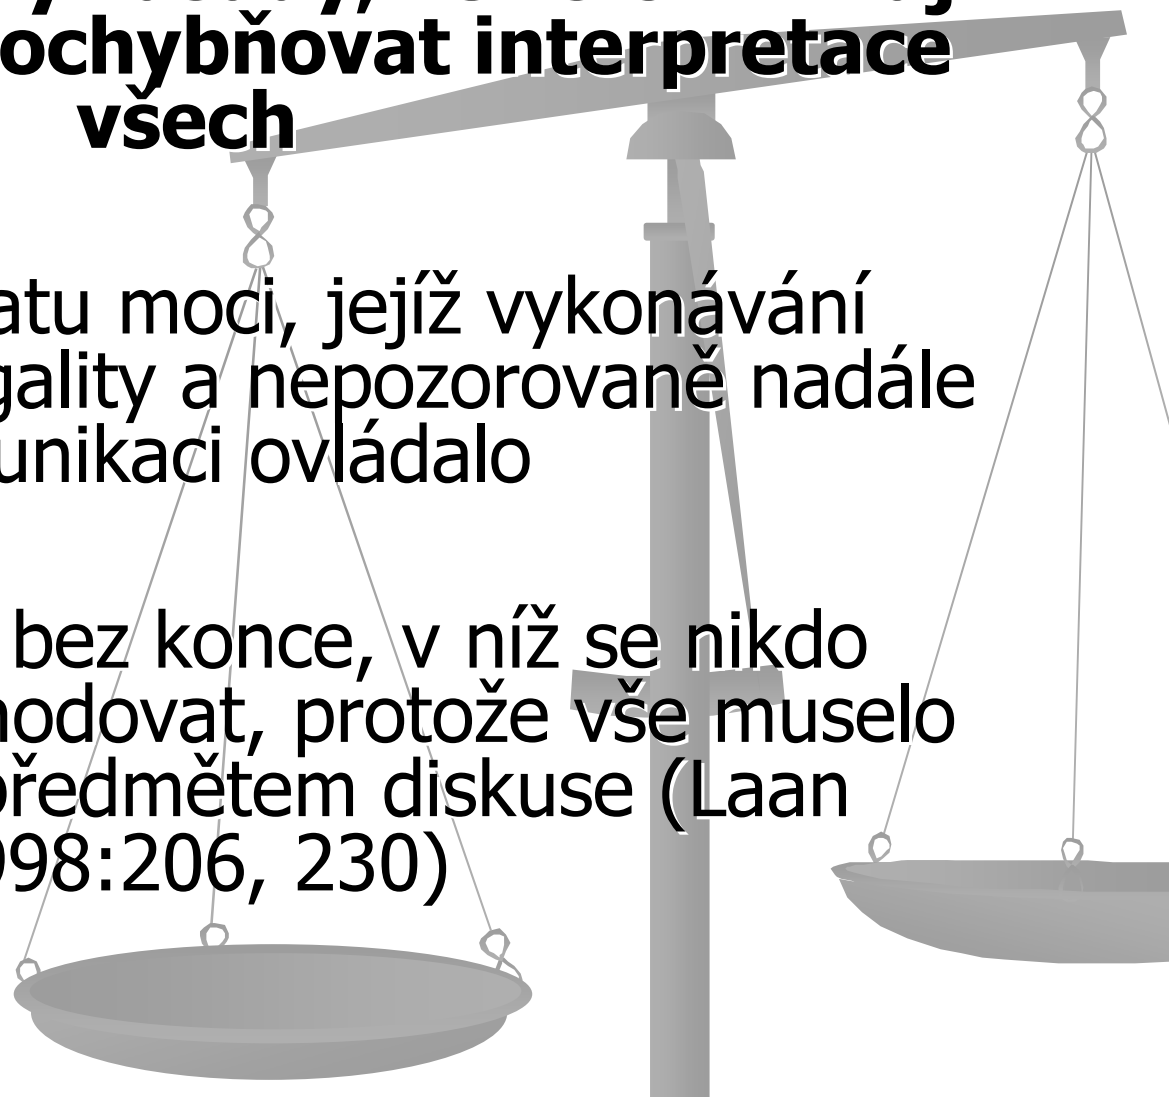 ochybňovat interpretace
všech
atu moci, jejíž vykonávání
gality a nepozorovaně nadále
unikaci ovládalo
bez konce, v níž se nikdo
hodovat, protože vše muselo
předmětem diskuse (Laan
998:206, 230)